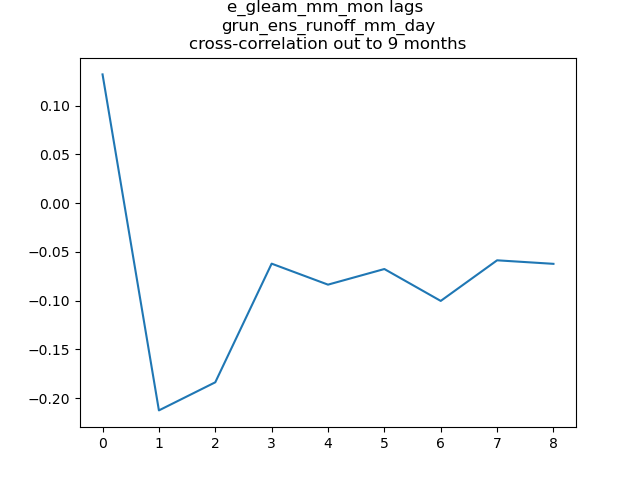 e_gleam_mm_mon lags
grun_ens_runoff_mm_day
cross-correlation out to 9 months
0.10
0.05
0.00
−0.05
−0.10
−0.15
−0.20
0 1 2 3 4 5 6 7 8